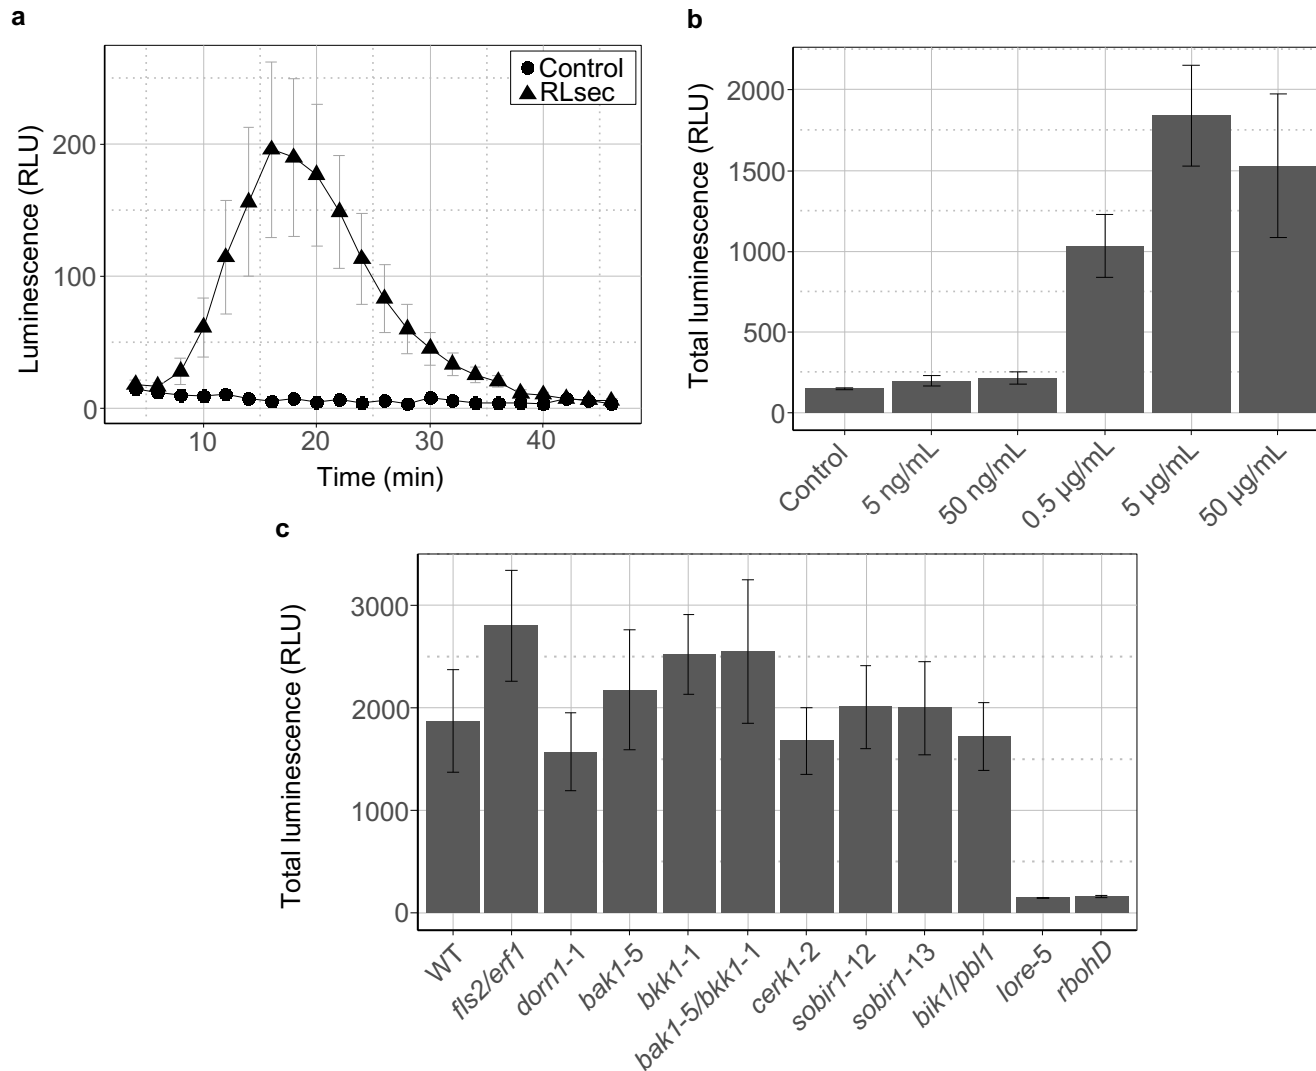 a
Luminescence (RLU)
200
100
0
10 20 30 40
Time (min)
Control
RLsec
b
Total luminescence (RLU)
2000
1500
1000
500
0
Control
5 ng/mL
50 ng/mL
0.5 µg/mL
5 µg/mL
50 µg/mL
c
Total luminescence (RLU)
3000
2000
1000
0
WT
fls2/erf1
dorn1-1
bak1-5
bkk1-1
bak1-5/bkk1-1
cerk1-2
sobir1-12
sobir1-13
bik1/pbl1
lore-5
rbohD